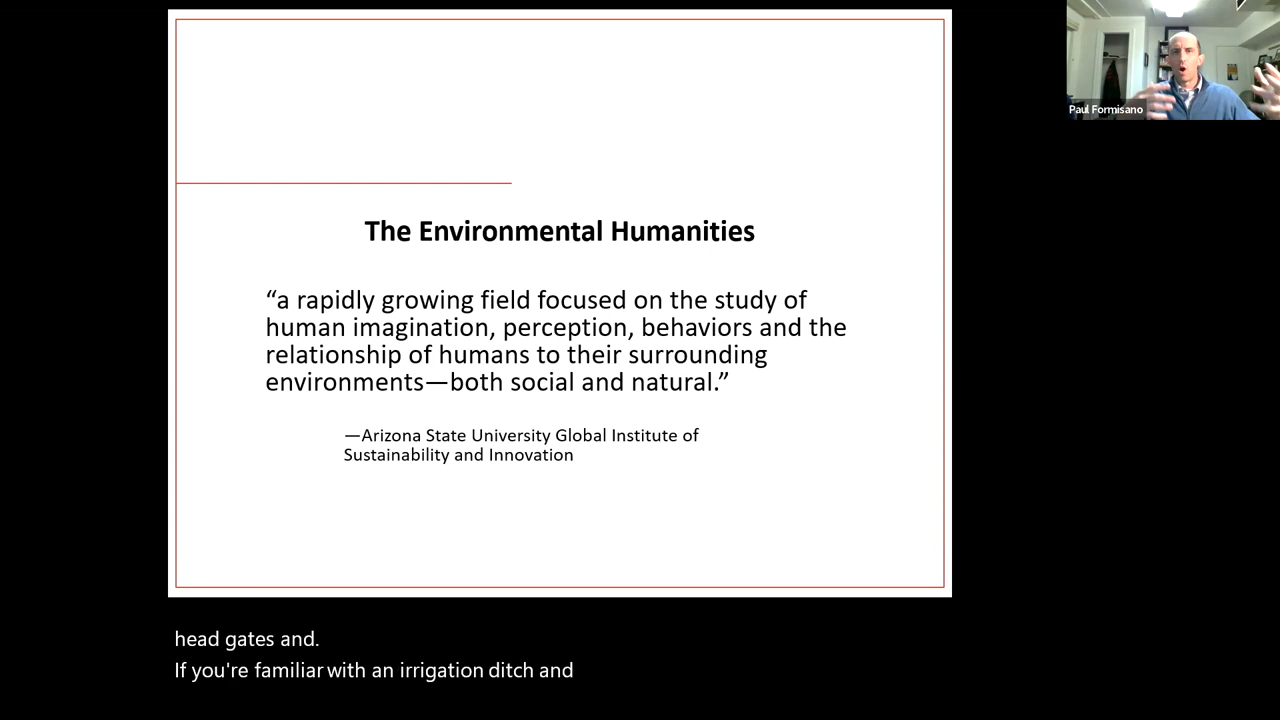 The Environmental Humanities
“a rapidly growing field focused on the study of
human imagination, perception, behaviors and the
relationship of humans to their surrounding
environments—both social and natural.”
—Arizona State University Global Institute of
Sustainability and Innovation
Paul Formisano
head gates and.
If you're familiar with an irrigation ditch and